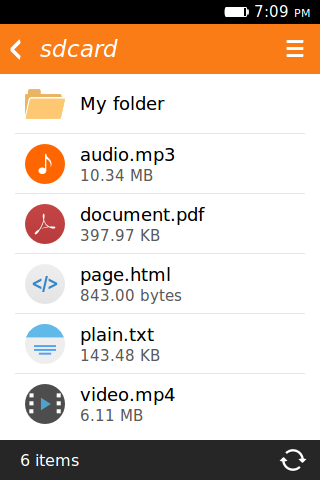 7:09 PM
sdcard
My folder
audio.mp3
10.34 MB
document.pdf
397.97 KB
</>
page.html
843.00 bytes
plain.txt
143.48 KB
video.mp4
6.11 MB
6 items